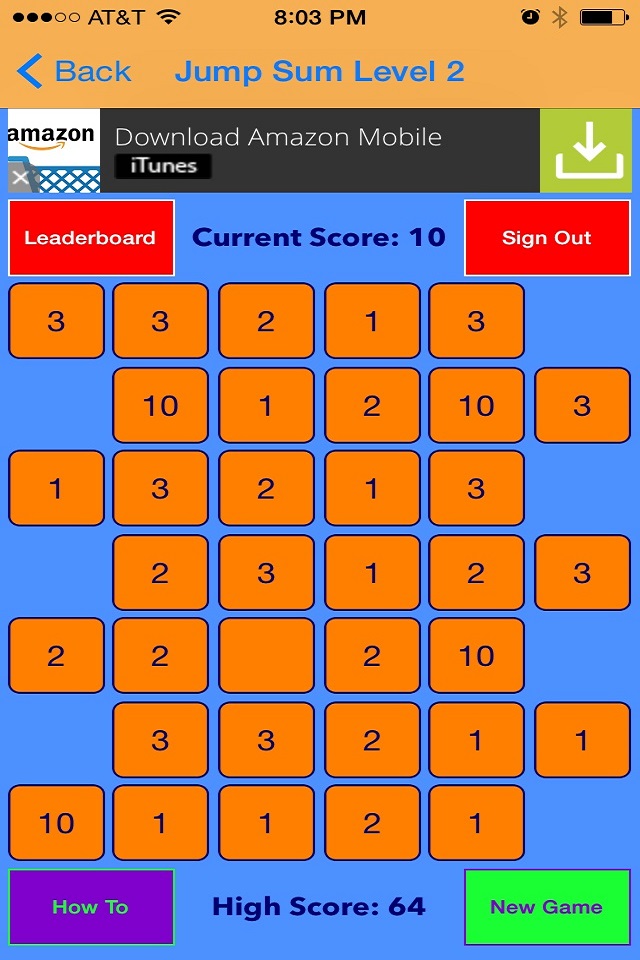 AT&T 8:03 PM
Back Jump Sum Level 2
amazon Download Amazon Mobile
iTunes
Leaderboard Current Score: 10 Sign Out
3 3 2 1 3
10 1 2 10 3
1 3 2 1 3
2 3 1 2 3
2 2 2 10
3 3 2 1 1
10 1 1 2 1
How To High Score: 64 New Game